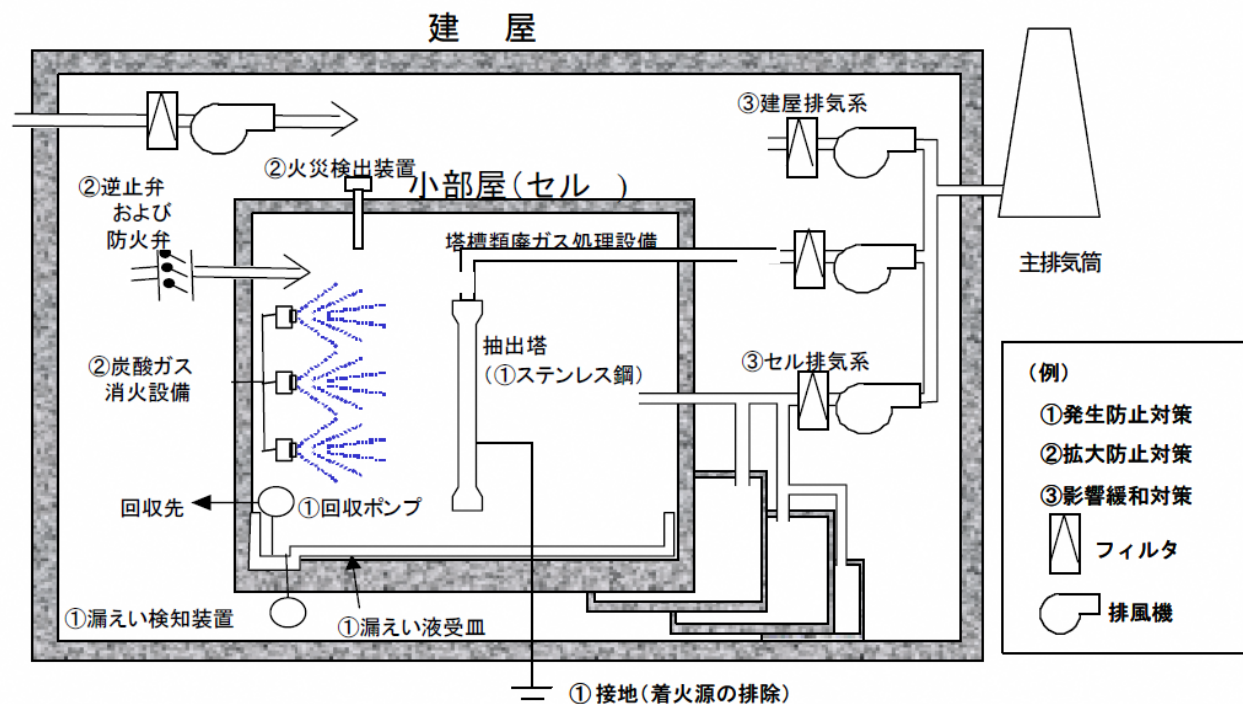 建　屋
③建屋排気系
②火災検出装置
小部屋(セル　)
②逆止弁
および
防火弁
塔槽類廃ガス処理設備
主排気筒
②炭酸ガス
消火設備
抽出塔
(①ステンレス鋼)
③セル排気系
回収先
①回収ポンプ
①漏えい検知装置
①漏えい液受皿
①接地(着火源の排除)
(例)
①発生防止対策
②拡大防止対策
③影響緩和対策
フィルタ
排風機